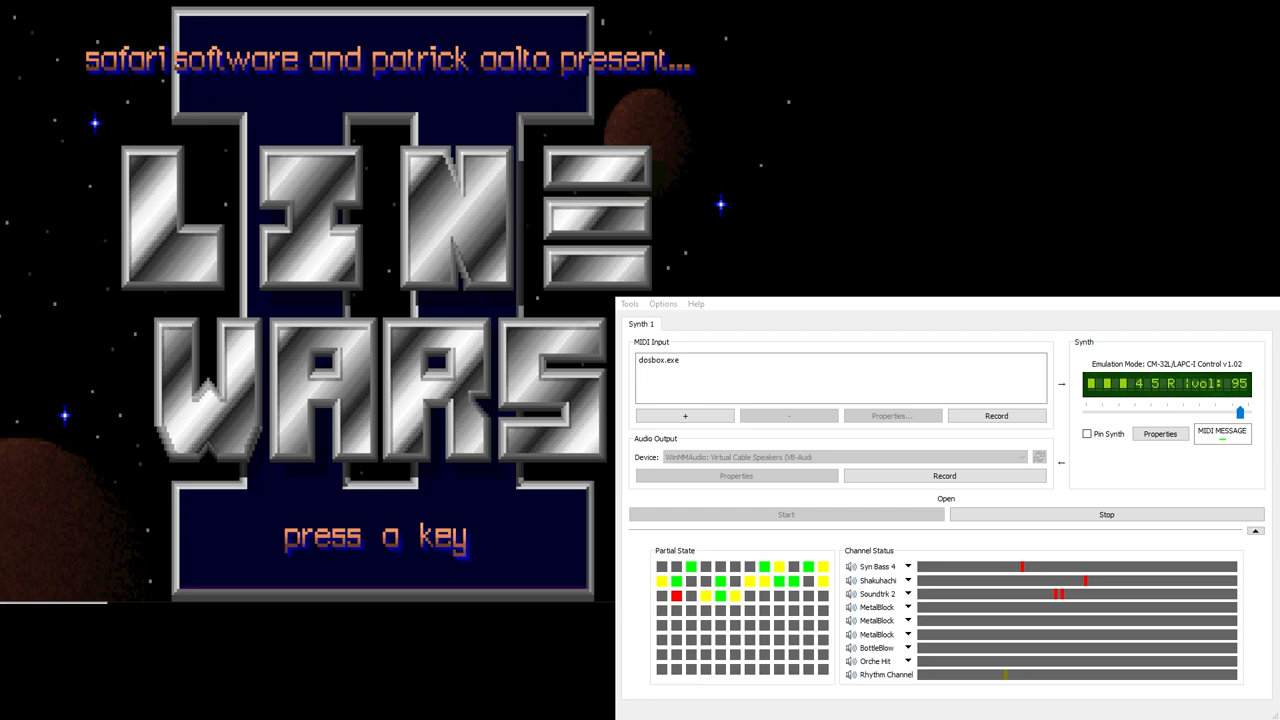 safari software and patrick aalto present...
II
LINE
WARS
press a key
Tools Options Help
Synth 1
MIDI Input
dosbox.exe
+ - Properties... Record
Audio Output
Device: WinMMAudio: Virtual Cable Speakers (VB-Audi
Properties Record
Synth
Emulation Mode: CM-32L/LAPC-I Control v1.02
4 5 R |vol: 95
Pin Synth Properties MIDI MESSAGE
Open
Start Stop
Partial State
Channel Status
Syn Bass 4
Shakuhachi
Soundtrk 2
MetalBlock
MetalBlock
MetalBlock
BottleBlow
Orche Hit
Rhythm Channel